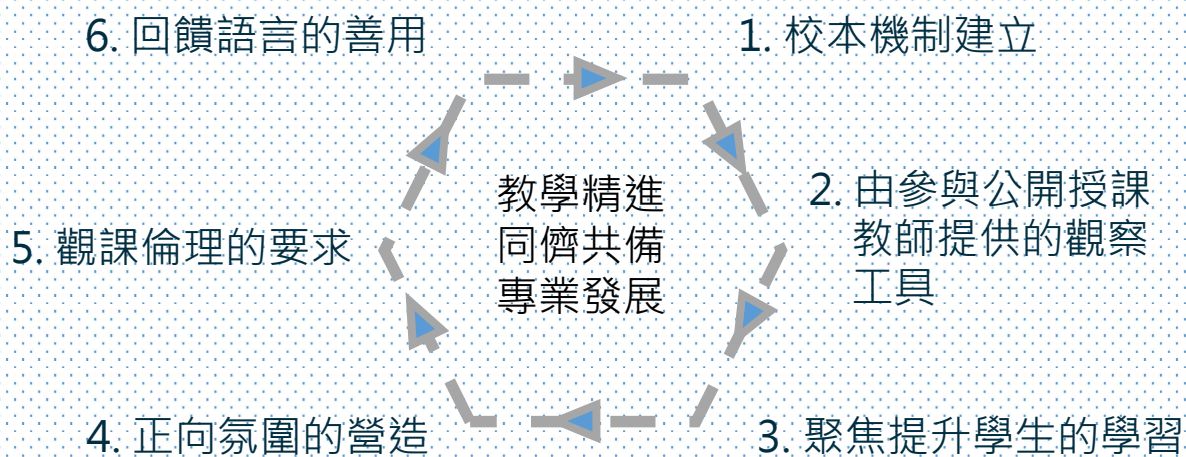 6. 回饋語言的善用
1. 校本機制建立
教學精進
同儕共備
專業發展
2. 由參與公開授課
教師提供的觀察
工具
5. 觀課倫理的要求
4. 正向氛圍的營造
3. 聚焦提升學生的學習